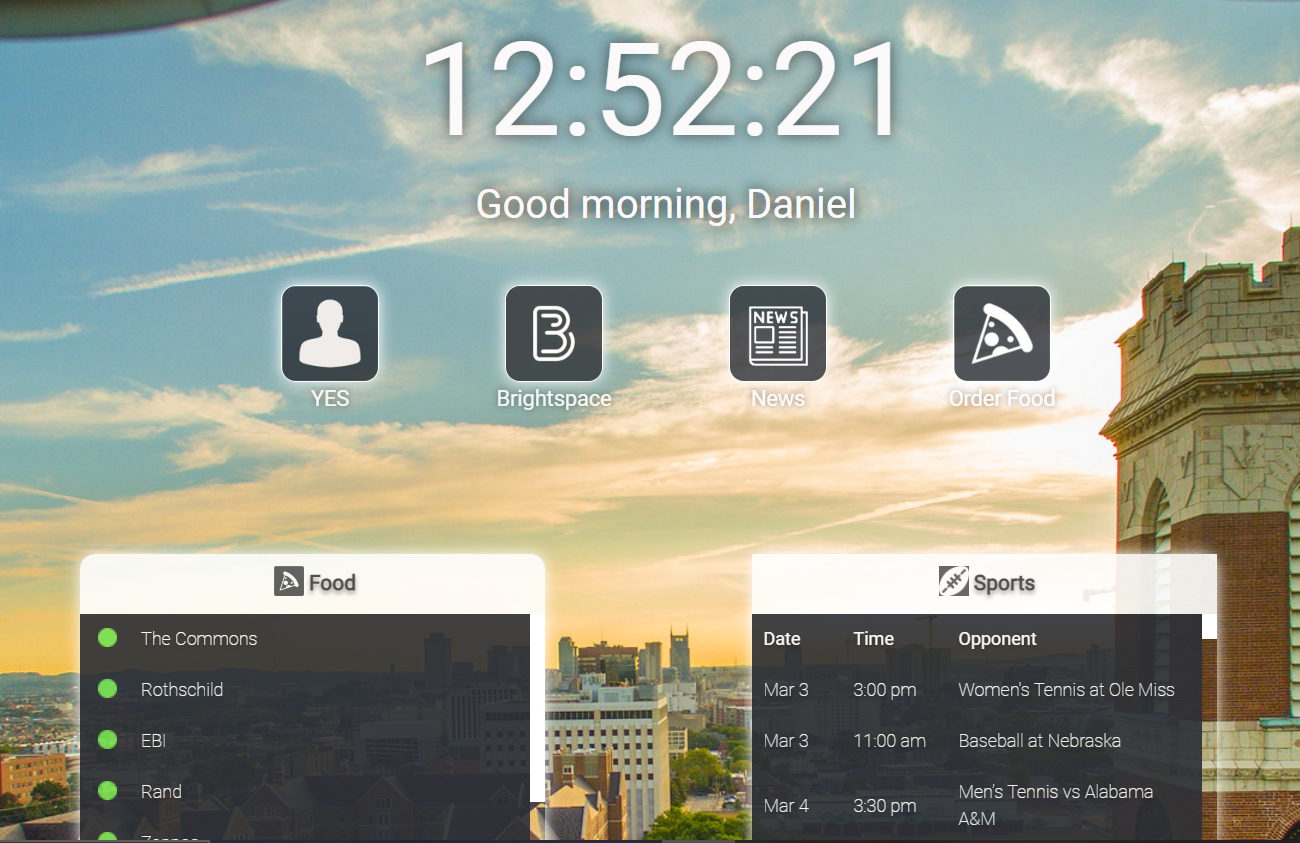 12:52:21
Good morning, Daniel
NEWS
YES
Brightspace
News
Order Food
Food
The Commons
Rothschild
EBI
Rand
Sports
Date Time Opponent
Mar 3 3:00 pm Women's Tennis at Ole Miss
Mar 3 11:00 am Baseball at Nebraska
Mar 4 3:30 pm Men's Tennis vs Alabama
A&M